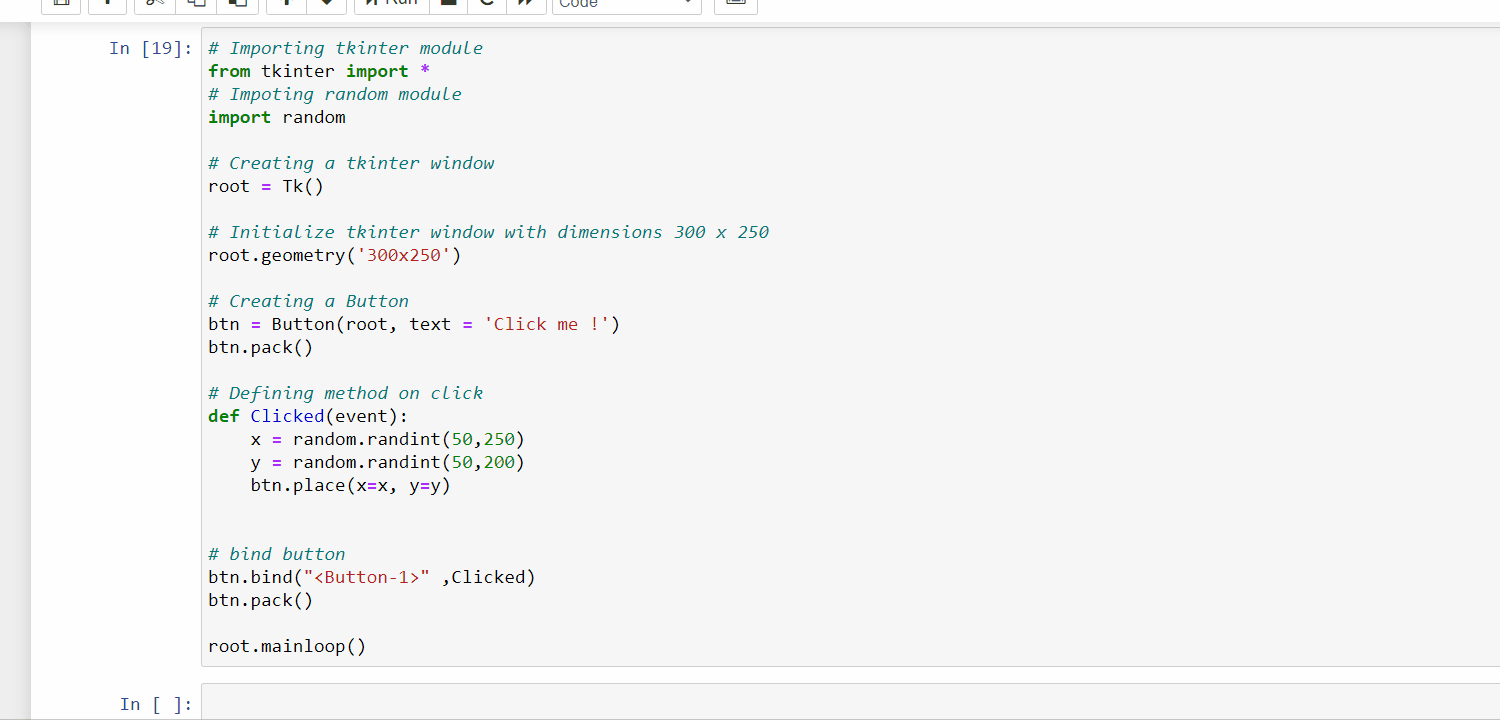 Run
Code
In [19]:
# Importing tkinter module
from tkinter import *
# Impoting random module
import random
# Creating a tkinter window
root = Tk()
# Initialize tkinter window with dimensions 300 x 250
root.geometry('300x250')
# Creating a Button
btn = Button(root, text = 'Click me !')
btn.pack()
# Defining method on click
def Clicked(event):
    x = random.randint(50,250)
    y = random.randint(50,200)
    btn.place(x=x, y=y)
# bind button
btn.bind("<Button-1>" ,Clicked)
btn.pack()
root.mainloop()
In [ ]: